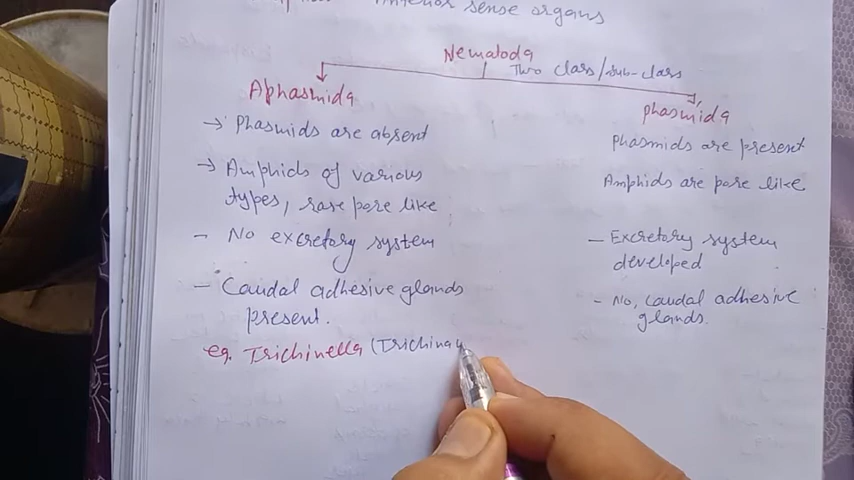 Anterior sense organs
Nematoda
Two class/sub-class
Aphasmida
→ Phasmids are absent
→ Amphids of various
types, rare pore like
- No excretory system
- Caudal adhesive glands
present.
eg. Trichinella (Trichina
Phasmida
Phasmids are present
Amphids are pore like
- Excretory system
developed
- No, caudal adhesive
glands.